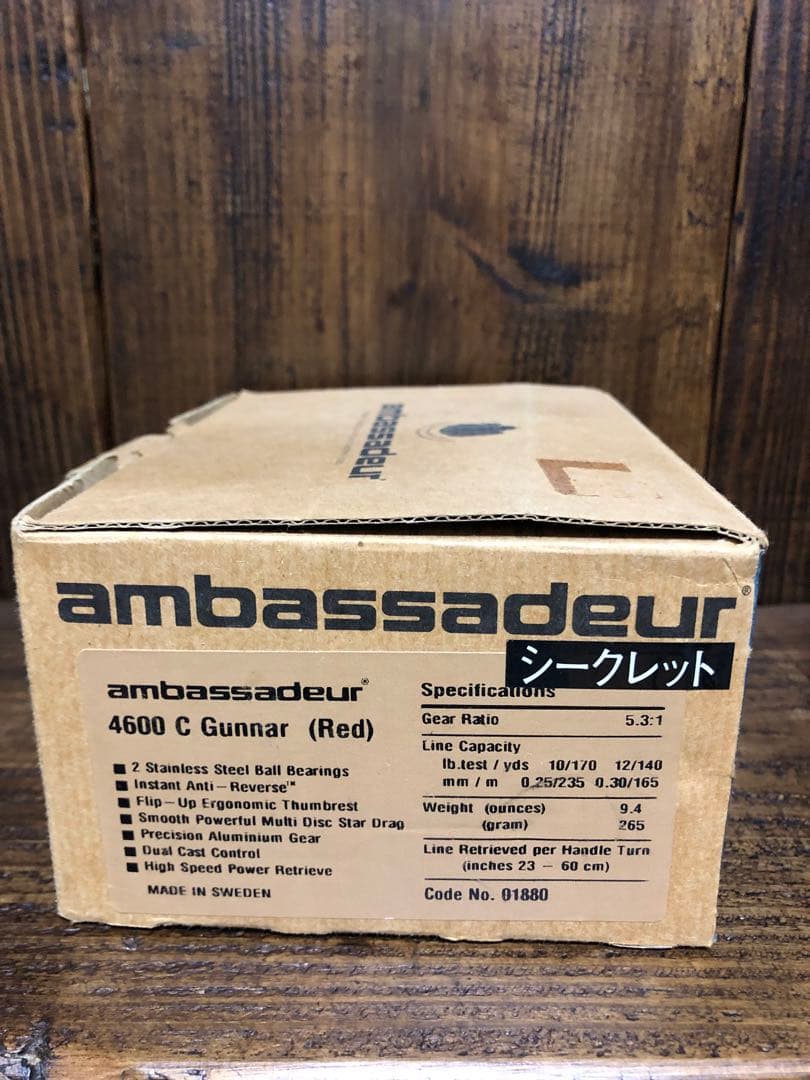 ambassadeur
ambassadeur®
シークレット
ambassadeur®
4600 C Gunnar (Red)
■ 2 Stainless Steel Ball Bearings
■ Instant Anti-Reverse™
■ Flip-Up Ergonomic Thumbrest
■ Smooth Powerful Multi Disc Star Drag
■ Precision Aluminium Gear
■ Dual Cast Control
■ High Speed Power Retrieve
MADE IN SWEDEN
Specifications
Gear Ratio 5.3:1
Line Capacity
lb.test / yds 10/170 12/140
mm / m 0.25/235 0.30/165
Weight (ounces) 9.4
(gram) 265
Line Retrieved per Handle Turn
(inches 23 – 60 cm)
Code No. 01880